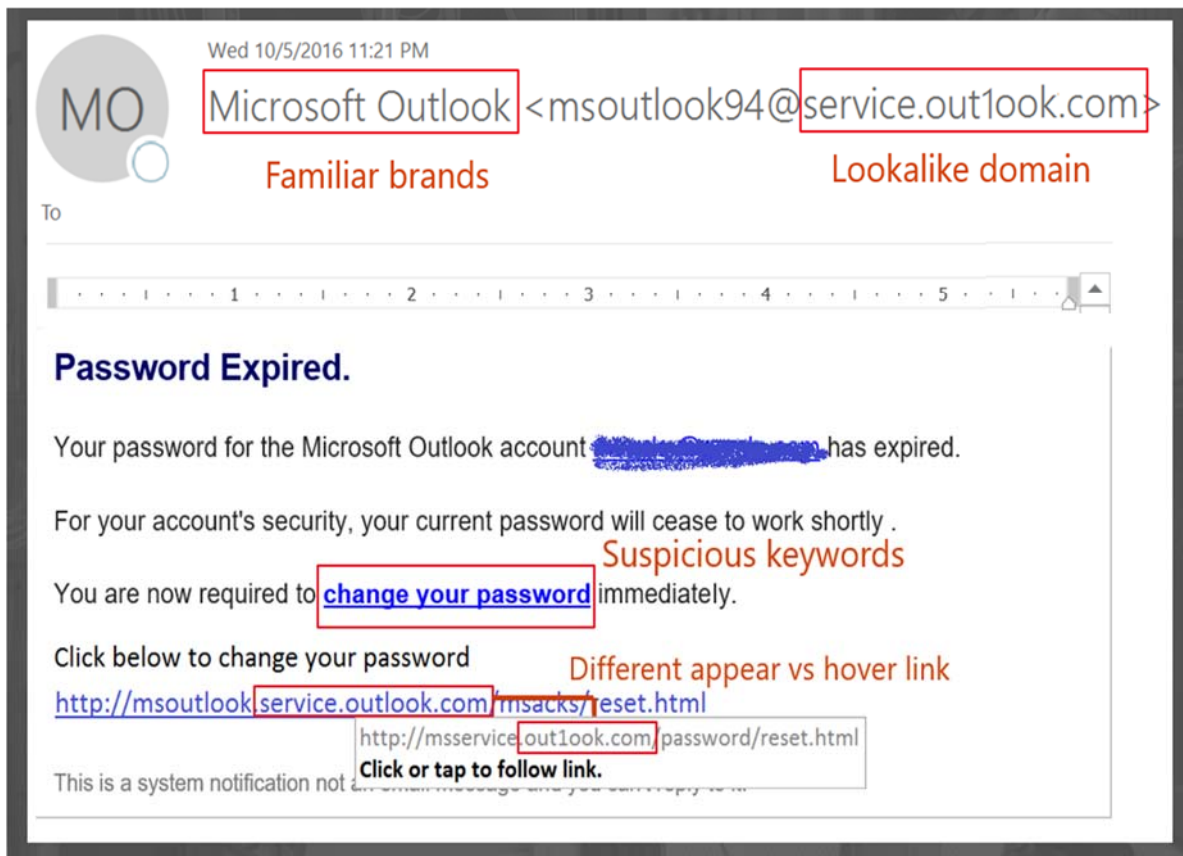 Wed 10/5/2016 11:21 PM
MO
Microsoft Outlook <msoutlook94@service.out1ook.com>
Familiar brands
Lookalike domain
To
1 2 3 4 5
Password Expired.
Your password for the Microsoft Outlook account has expired.
For your account's security, your current password will cease to work shortly .
Suspicious keywords
You are now required to change your password immediately.
Click below to change your password
Different appear vs hover link
http://msoutlook.service.outlook.com/msacks/reset.html
http://msservice.out1ook.com/password/reset.html
Click or tap to follow link.
This is a system notification not